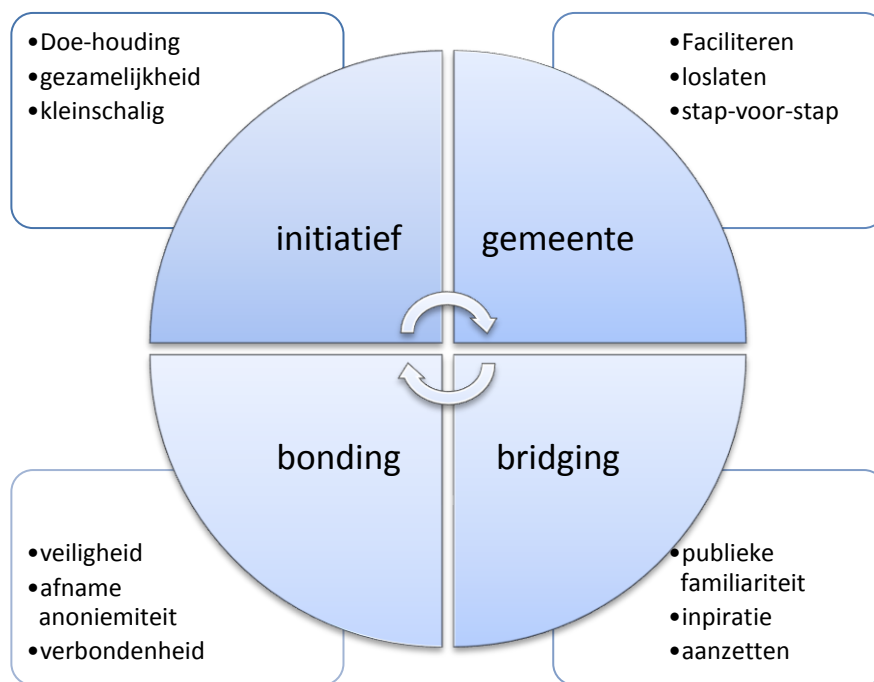 •Doe-houding
•gezamelijkheid
•kleinschalig
•Faciliteren
•loslaten
•stap-voor-stap
initiatief
gemeente
bonding
bridging
•veiligheid
•afname
anoniemiteit
•verbondenheid
•publieke
familiariteit
•inpiratie
•aanzetten